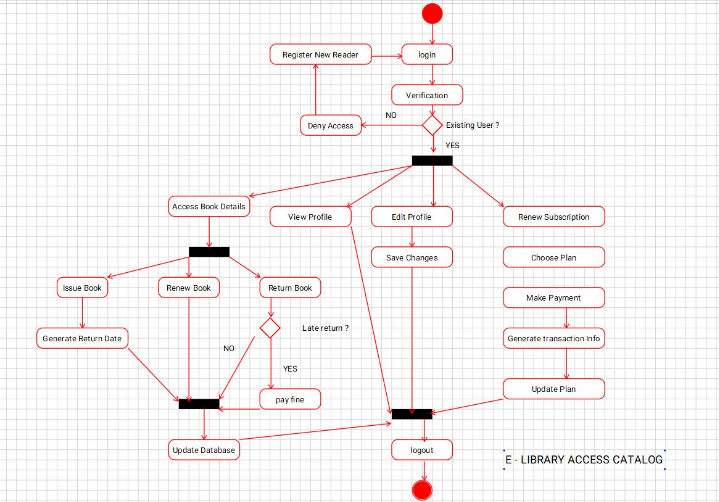 Register New Reader
login
Verification
NO
Deny Access
Existing User ?
YES
Access Book Details
View Profile
Edit Profile
Renew Subscription
Save Changes
Choose Plan
Issue Book
Renew Book
Return Book
Make Payment
Generate Return Date
Late return ?
Generate transaction Info
NO
YES
Update Plan
pay fine
Update Database
logout
E - LIBRARY ACCESS CATALOG